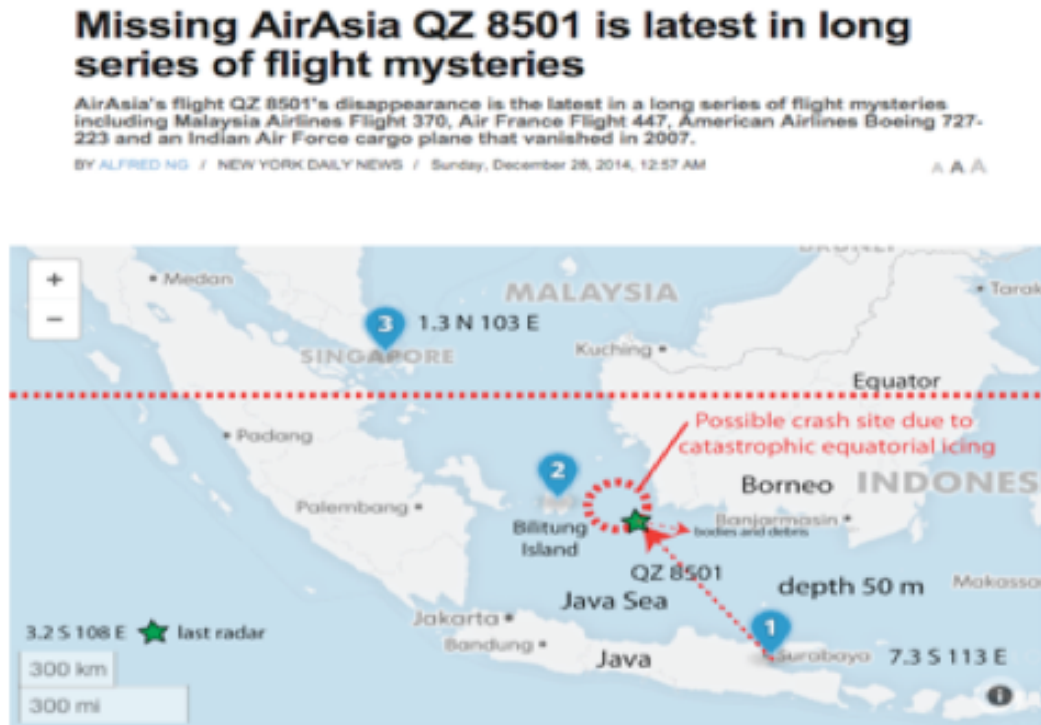 Missing AirAsia QZ 8501 is latest in long
series of flight mysteries
AirAsia's flight QZ 8501's disappearance is the latest in a long series of flight mysteries
including Malaysia Airlines Flight 370, Air France Flight 447, American Airlines Boeing 727-
223 and an Indian Air Force cargo plane that vanished in 2007.
BY ALFRED NG / NEW YORK DAILY NEWS / Sunday, December 28, 2014, 12:57 AM
A A A
+
Medan
MALAYSIA
Tarak
−
3 1.3 N 103 E
SINGAPORE
Kuching
Equator
Padang
Possible crash site due to
catastrophic equatorial icing
2
Borneo INDONES
Palembang
Bilitung
Island
Banjarmasin
bodies and debris
QZ 8501
depth 50 m
Makassa
Java Sea
Jakarta
1
3.2 S 108 E last radar
Bandung
Java
Surabaya 7.3 S 113 E
300 km
300 mi
i